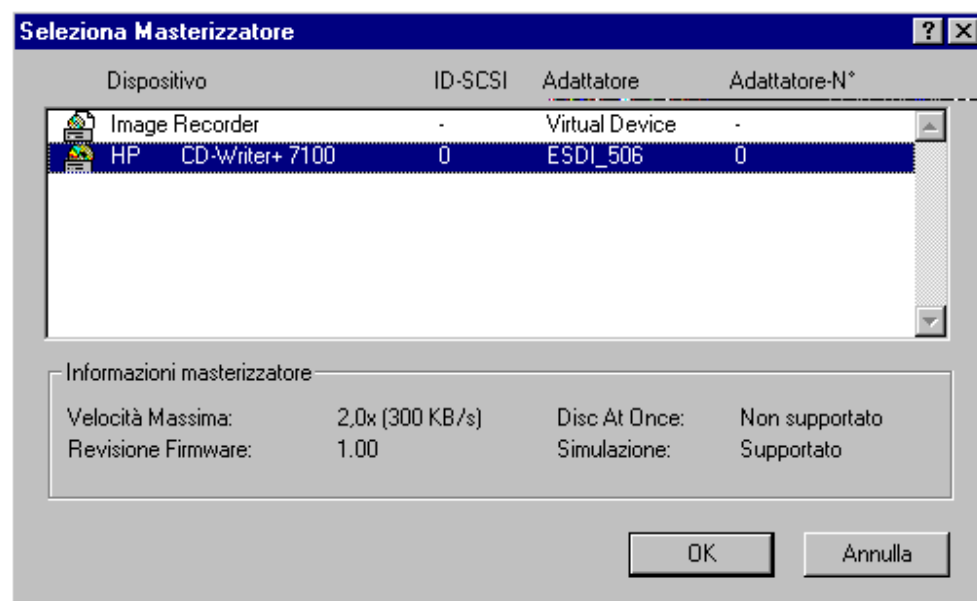 Seleziona Masterizzatore
Dispositivo ID-SCSI Adattatore Adattatore-N°
Image Recorder - Virtual Device -
HP CD-Writer+ 7100 0 ESDI_506 0
Informazioni masterizzatore
Velocità Massima: 2,0x (300 KB/s) Disc At Once: Non supportato
Revisione Firmware: 1.00 Simulazione: Supportato
OK Annulla